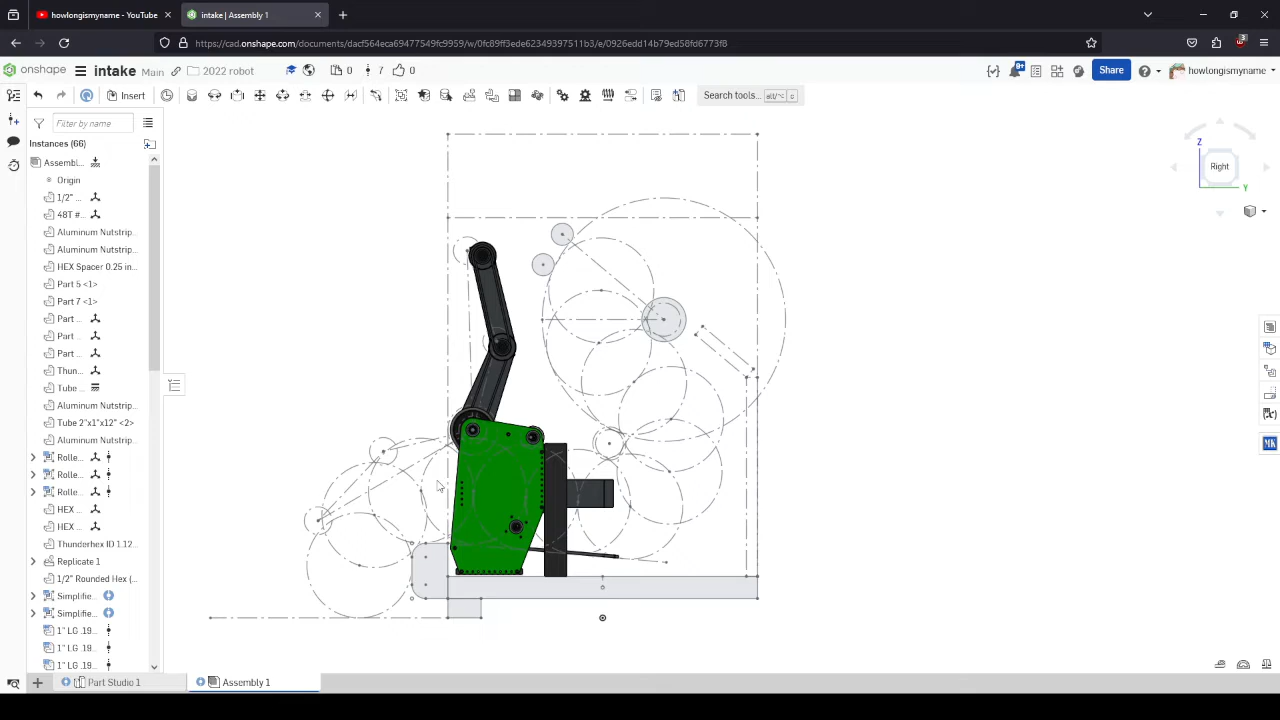 howlongismyname - YouTube
intake | Assembly 1
https://cad.onshape.com/documents/dacf564eca69477549fc9959/w/0fc89ff3ede62349397511b3/e/0926edd14b79ed58fd6773f8
3
onshape
intake
Main
2022 robot
0
7
0
9+
Share
howlongismyname
Insert
Search tools...
alt/⌥
c
Filter by name
Instances (66)
Assembl...
Origin
1/2" ...
48T #...
Aluminum Nutstrip...
Aluminum Nutstrip...
HEX Spacer 0.25 in...
Part 5 <1>
Part 7 <1>
Part ...
Part ...
Part ...
Thun...
Tube ...
Aluminum Nutstrip...
Tube 2"x1"x12" <2>
Aluminum Nutstrip...
Rolle...
Rolle...
Rolle...
HEX ...
HEX ...
Thunderhex ID 1.12...
Replicate 1
1/2" Rounded Hex (...
Simplifie...
Simplifie...
1" LG .19...
1" LG .19...
1" LG .19...
Z
Right
Y
MK
Part Studio 1
Assembly 1